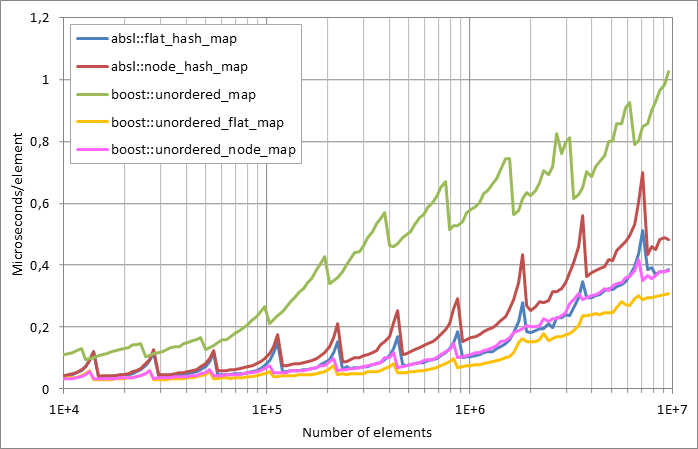 1,2
1
0,8
0,6
0,4
0,2
0
Microseconds/element
absl::flat_hash_map
absl::node_hash_map
boost::unordered_map
boost::unordered_flat_map
boost::unordered_node_map
1E+4
1E+5
1E+6
1E+7
Number of elements